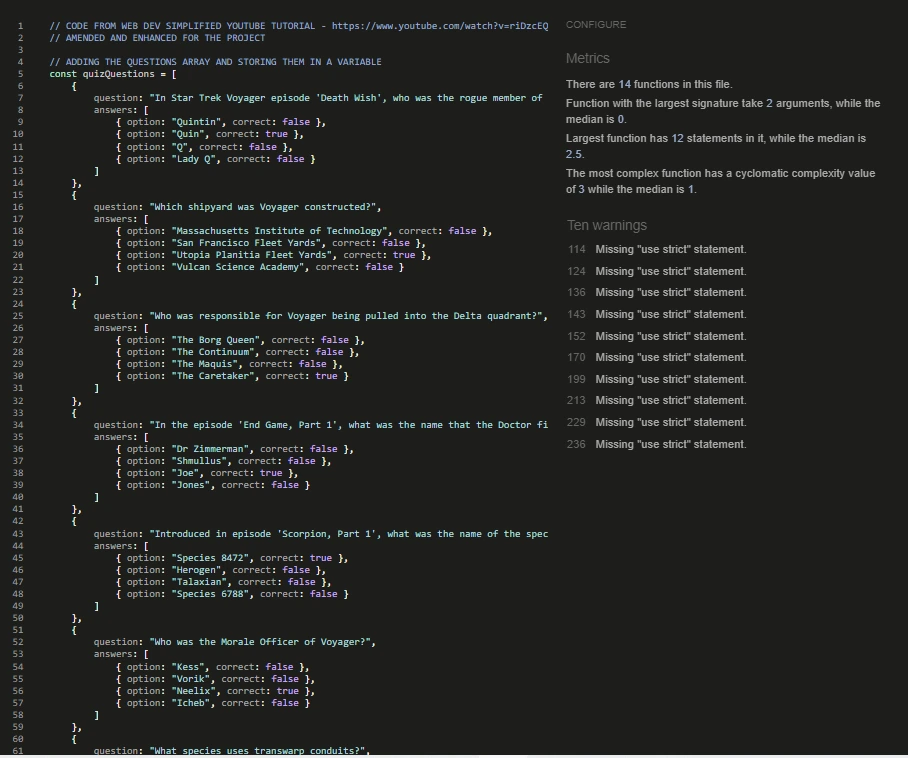 1 // CODE FROM WEB DEV SIMPLIFIED YOUTUBE TUTORIAL - https://www.youtube.com/watch?v=riDzcEQ
2 // AMENDED AND ENHANCED FOR THE PROJECT
3
4 // ADDING THE QUESTIONS ARRAY AND STORING THEM IN A VARIABLE
5 const quizQuestions = [
6 {
7 question: "In Star Trek Voyager episode 'Death Wish', who was the rogue member of
8 answers: [
9 { option: "Quintin", correct: false },
10 { option: "Quin", correct: true },
11 { option: "Q", correct: false },
12 { option: "Lady Q", correct: false }
13 ]
14 },
15 {
16 question: "Which shipyard was Voyager constructed?",
17 answers: [
18 { option: "Massachusetts Institute of Technology", correct: false },
19 { option: "San Francisco Fleet Yards", correct: false },
20 { option: "Utopia Planitia Fleet Yards", correct: true },
21 { option: "Vulcan Science Academy", correct: false }
22 ]
23 },
24 {
25 question: "Who was responsible for Voyager being pulled into the Delta quadrant?",
26 answers: [
27 { option: "The Borg Queen", correct: false },
28 { option: "The Continuum", correct: false },
29 { option: "The Maquis", correct: false },
30 { option: "The Caretaker", correct: true }
31 ]
32 },
33 {
34 question: "In the episode 'End Game, Part 1', what was the name that the Doctor fi
35 answers: [
36 { option: "Dr Zimmerman", correct: false },
37 { option: "Shmullus", correct: false },
38 { option: "Joe", correct: true },
39 { option: "Jones", correct: false }
40 ]
41 },
42 {
43 question: "Introduced in episode 'Scorpion, Part 1', what was the name of the spec
44 answers: [
45 { option: "Species 8472", correct: true },
46 { option: "Herogen", correct: false },
47 { option: "Talaxian", correct: false },
48 { option: "Species 6788", correct: false }
49 ]
50 },
51 {
52 question: "Who was the Morale Officer of Voyager?",
53 answers: [
54 { option: "Kess", correct: false },
55 { option: "Vorik", correct: false },
56 { option: "Neelix", correct: true },
57 { option: "Icheb", correct: false }
58 ]
59 },
60 {
61 question: "What species uses transwarp conduits?",
CONFIGURE
Metrics
There are 14 functions in this file.
Function with the largest signature take 2 arguments, while the
median is 0.
Largest function has 12 statements in it, while the median is
2.5.
The most complex function has a cyclomatic complexity value
of 3 while the median is 1.
Ten warnings
114 Missing "use strict" statement.
124 Missing "use strict" statement.
136 Missing "use strict" statement.
143 Missing "use strict" statement.
152 Missing "use strict" statement.
170 Missing "use strict" statement.
199 Missing "use strict" statement.
213 Missing "use strict" statement.
229 Missing "use strict" statement.
236 Missing "use strict" statement.